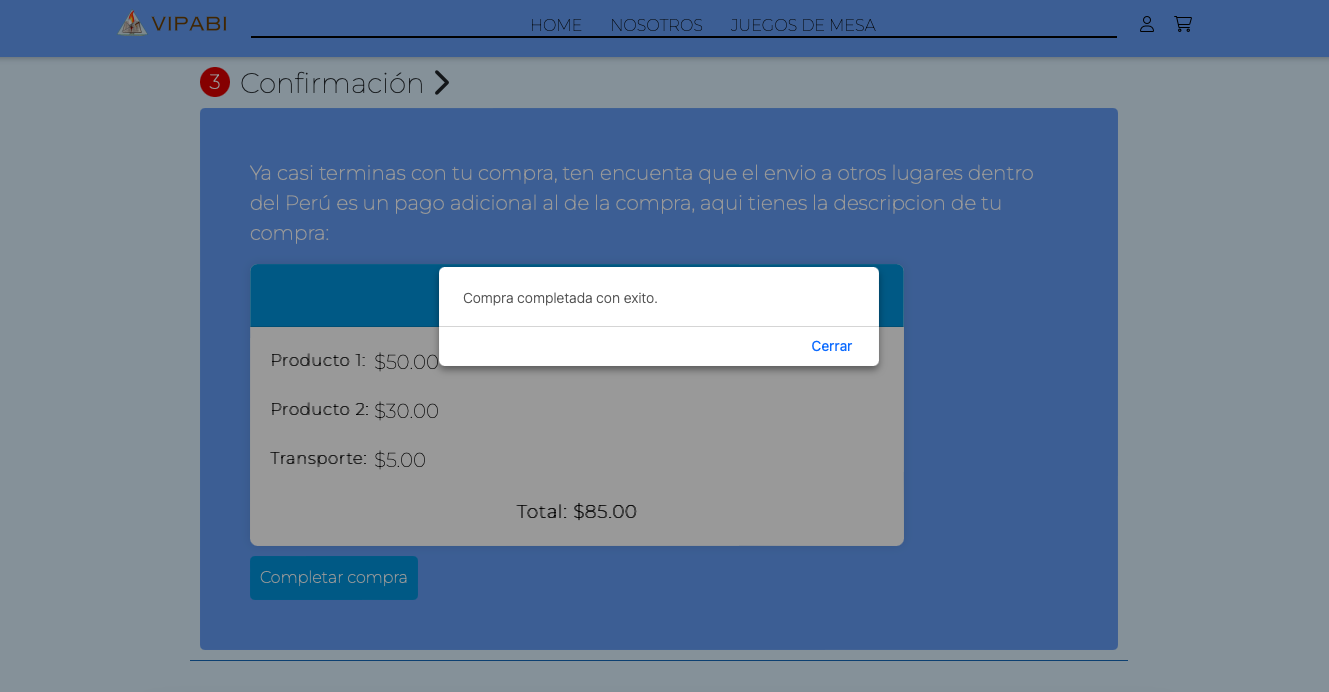 VIPABI
HOME NOSOTROS JUEGOS DE MESA
3 Confirmación
Ya casi terminas con tu compra, ten encuenta que el envio a otros lugares dentro
del Perú es un pago adicional al de la compra, aqui tienes la descripcion de tu
compra:
Compra completada con exito.
Cerrar
Producto 1: $50.00
Producto 2: $30.00
Transporte: $5.00
Total: $85.00
Completar compra